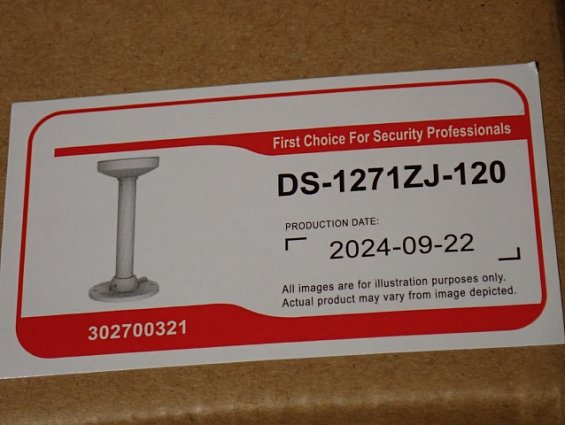 First Choice For Security Professionals
DS-1271ZJ-120
PRODUCTION DATE:
2024-09-22
All images are for illustration purposes only.
Actual product may vary from image depicted.
302700321